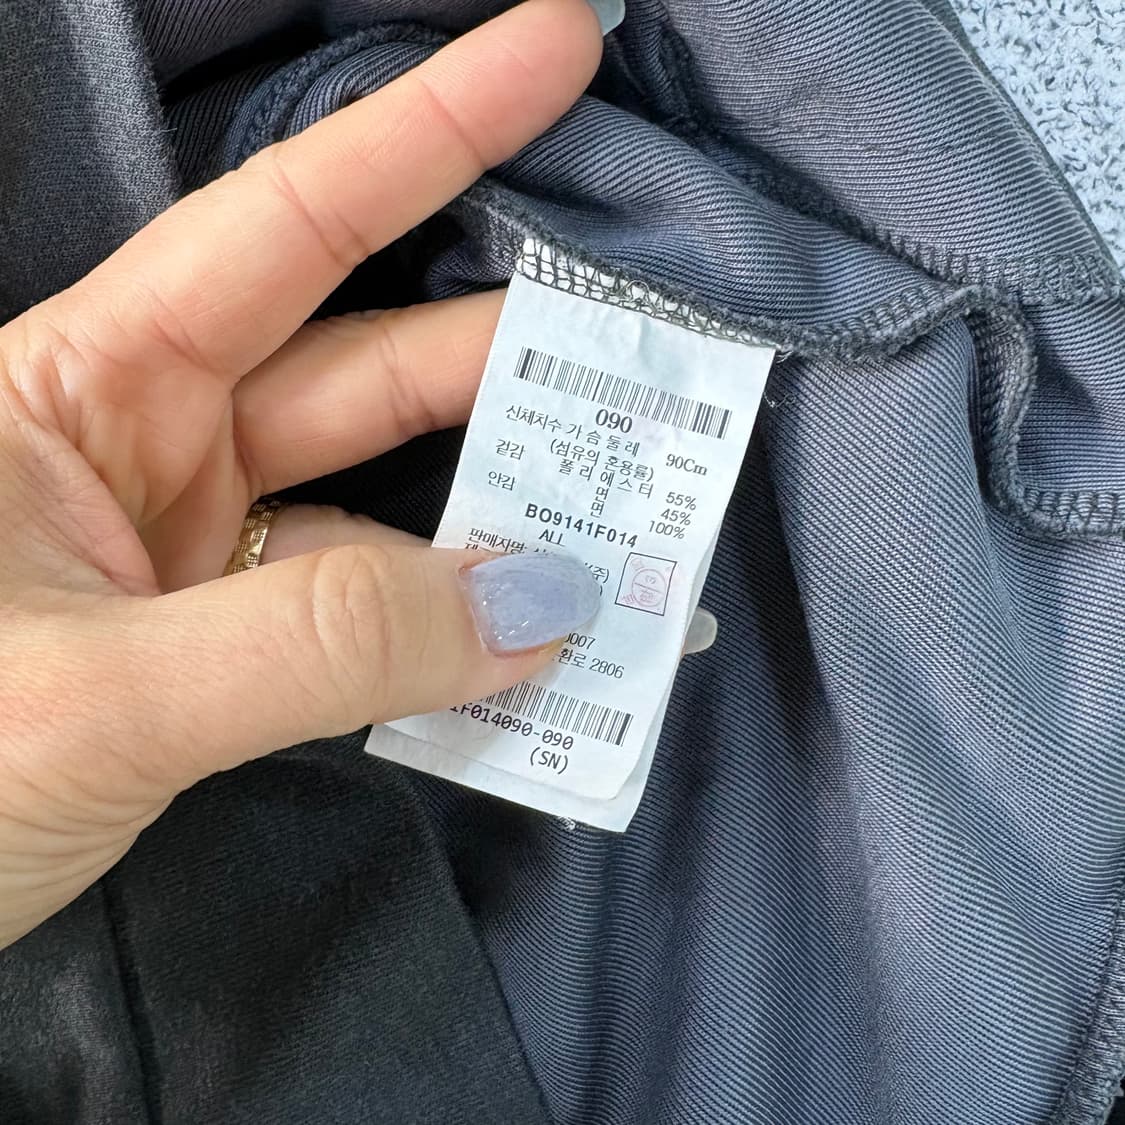 090
신체치수 가 슴 둘 레 90Cm
(섬유의 혼용률)
겉감 폴 리 에 스 터 55%
면 45%
안감 면 100%
BO9141F014
ALL
판매자명:
(주)
0007
환로 2806
1F014090-090
(SN)